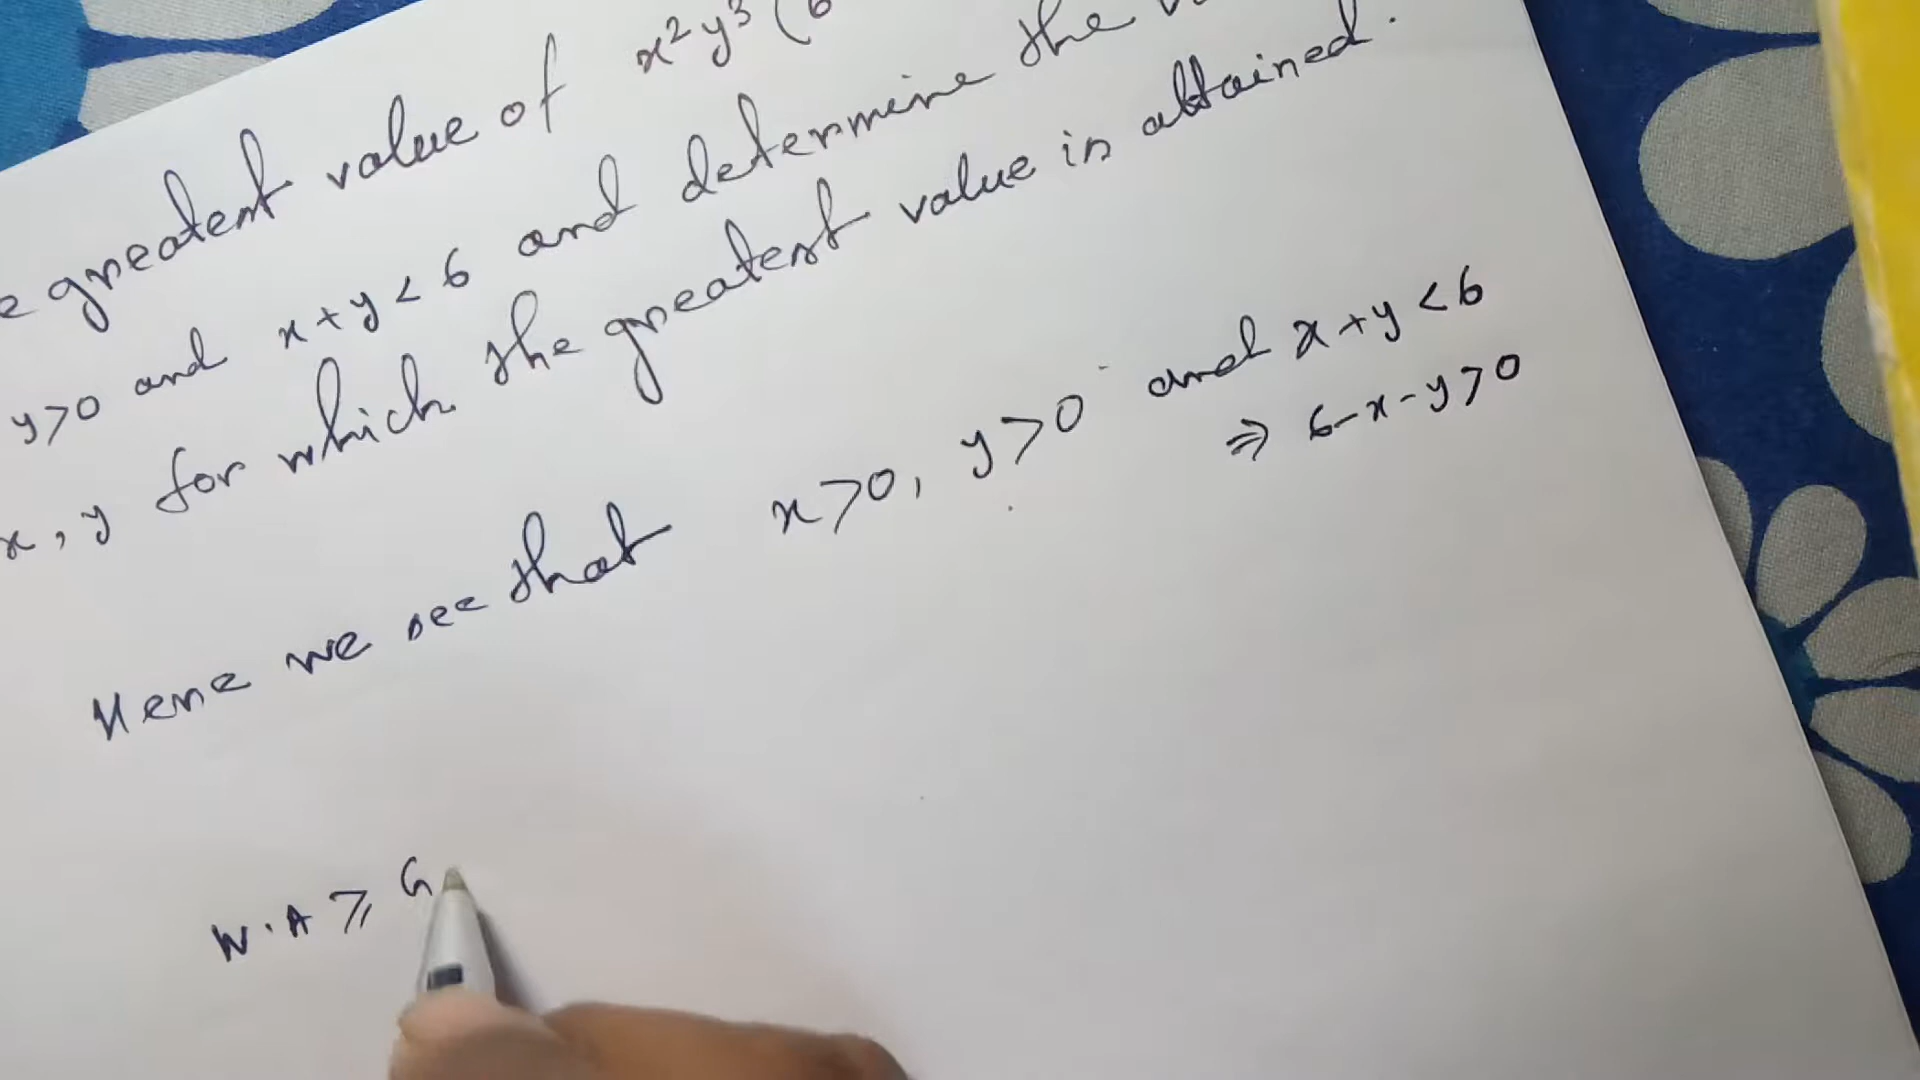 greatest value of x²y³(6
y>0 and x+y<6 and determine the
x, y for which the greatest value is attained.
Here we see that x>0, y>0 and x+y<6
⇒ 6-x-y>0
W.A ≥ G